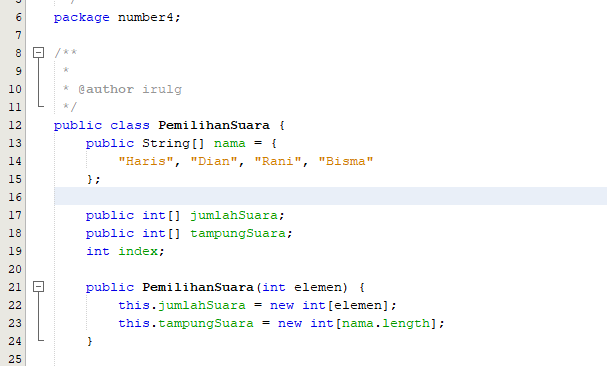 6 package number4;
7
8 /**
9 *
10 * @author irulg
11 */
12 public class PemilihanSuara {
13 public String[] nama = {
14 "Haris", "Dian", "Rani", "Bisma"
15 };
16
17 public int[] jumlahSuara;
18 public int[] tampungSuara;
19 int index;
20
21 public PemilihanSuara(int elemen) {
22 this.jumlahSuara = new int[elemen];
23 this.tampungSuara = new int[nama.length];
24 }
25